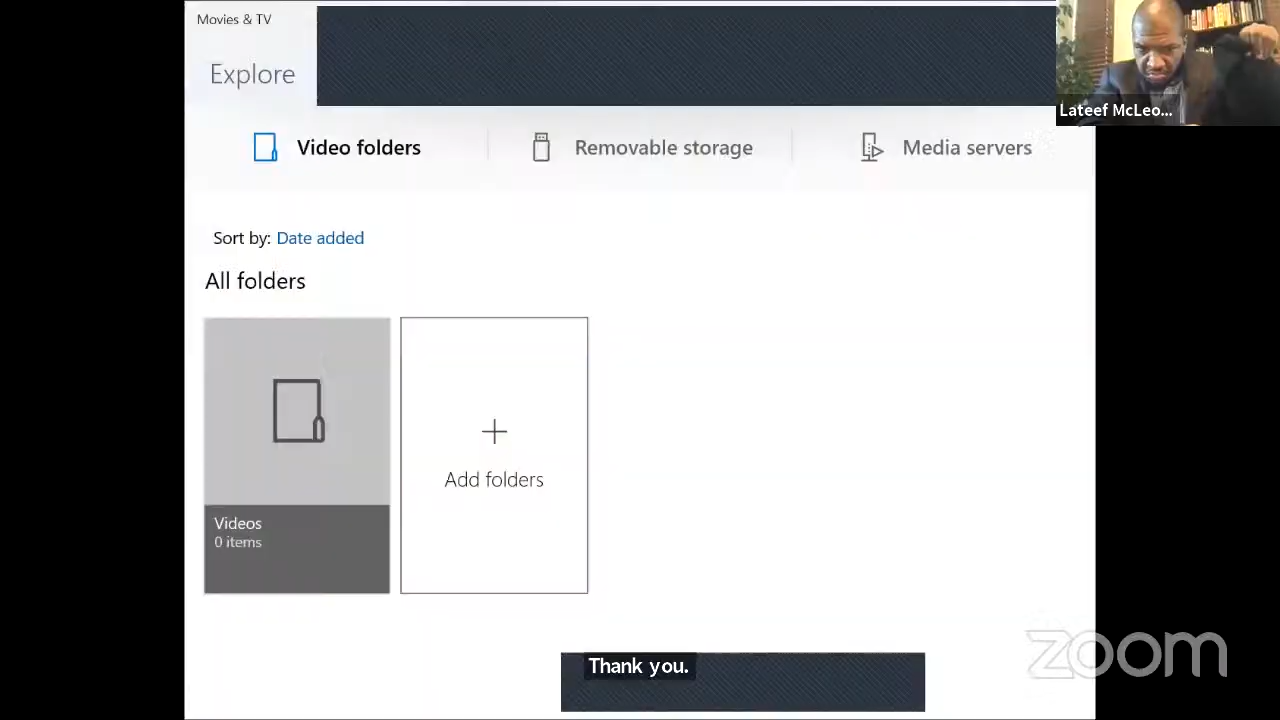 Movies & TV
Explore
Lateef McLeo...
Video folders
Removable storage
Media servers
Sort by: Date added
All folders
Add folders
Videos
0 items
Thank you.
zoom